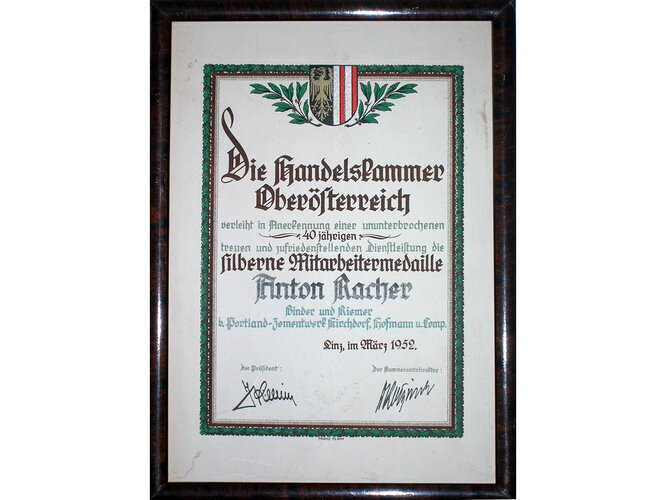 Die Handelskammer
Oberösterreich
verleiht in Anerkennung einer ununterbrochenen
40 jährigen
treuen und zufriedenstellenden Dienstleistung die
silberne Mitarbeitermedaille
Anton Racher
Binder und Riemer
b. Portland-Zementwerk Kirchdorf, Hofmann u. Comp.
Linz, im März 1952.
Der Präsident:
Der Kammeramtsdirektor: